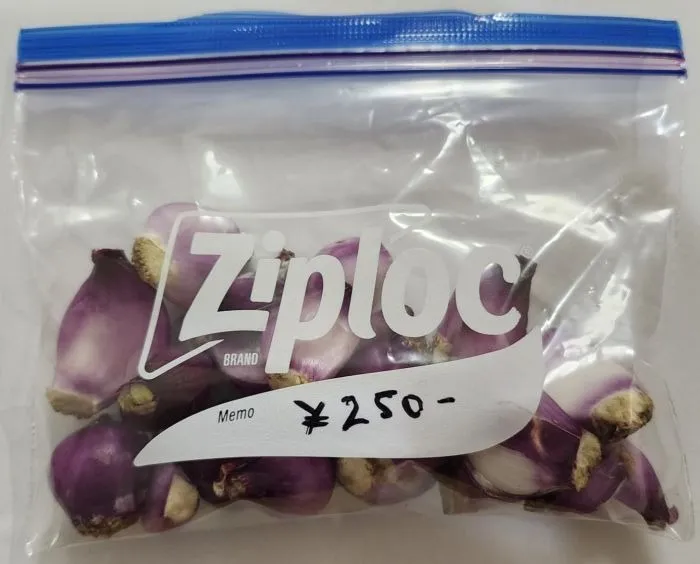 Ziploc®
BRAND
Memo ¥250-